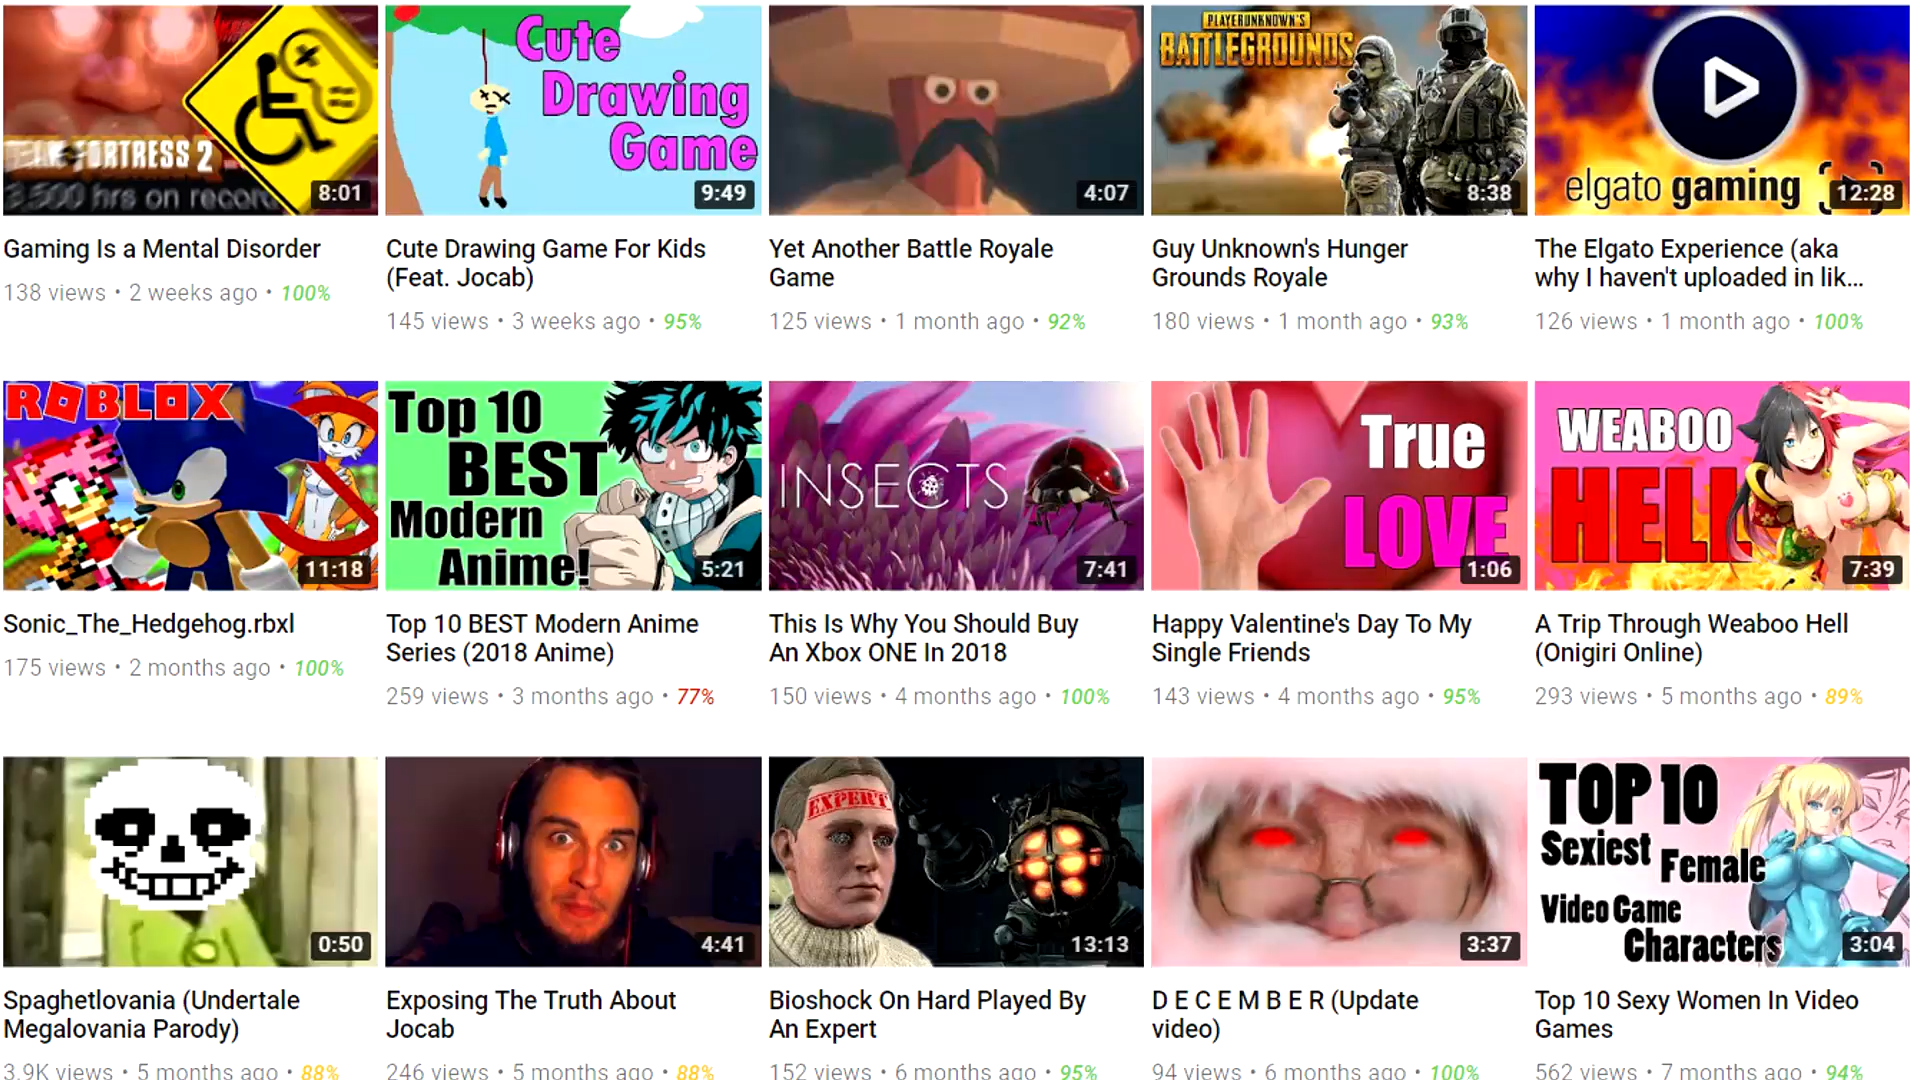 TEAM FORTRESS 2
3,500 hrs on record
8:01
Gaming Is a Mental Disorder
138 views • 2 weeks ago • 100%
Cute
Drawing
Game
9:49
Cute Drawing Game For Kids
(Feat. Jocab)
145 views • 3 weeks ago • 95%
4:07
Yet Another Battle Royale
Game
125 views • 1 month ago • 92%
PLAYERUNKNOWN'S
BATTLEGROUNDS
8:38
Guy Unknown's Hunger
Grounds Royale
180 views • 1 month ago • 93%
elgato gaming
12:28
The Elgato Experience (aka
why I haven't uploaded in lik...
126 views • 1 month ago • 100%
ROBLOX
11:18
Sonic_The_Hedgehog.rbxl
175 views • 2 months ago • 100%
Top 10
BEST
Modern
Anime!
5:21
Top 10 BEST Modern Anime
Series (2018 Anime)
259 views • 3 months ago • 77%
INSECTS
7:41
This Is Why You Should Buy
An Xbox ONE In 2018
150 views • 4 months ago • 100%
True
LOVE
1:06
Happy Valentine's Day To My
Single Friends
143 views • 4 months ago • 95%
WEABOO
HELL
7:39
A Trip Through Weaboo Hell
(Onigiri Online)
293 views • 5 months ago • 89%
0:50
Spaghetlovania (Undertale
Megalovania Parody)
3.9K views • 5 months ago • 88%
4:41
Exposing The Truth About
Jocab
246 views • 5 months ago • 88%
EXPERT
13:13
Bioshock On Hard Played By
An Expert
152 views • 6 months ago • 95%
3:37
D E C E M B E R (Update
video)
94 views • 6 months ago • 100%
TOP 10
Sexiest
Female
Video Game
Characters
3:04
Top 10 Sexy Women In Video
Games
562 views • 7 months ago • 94%